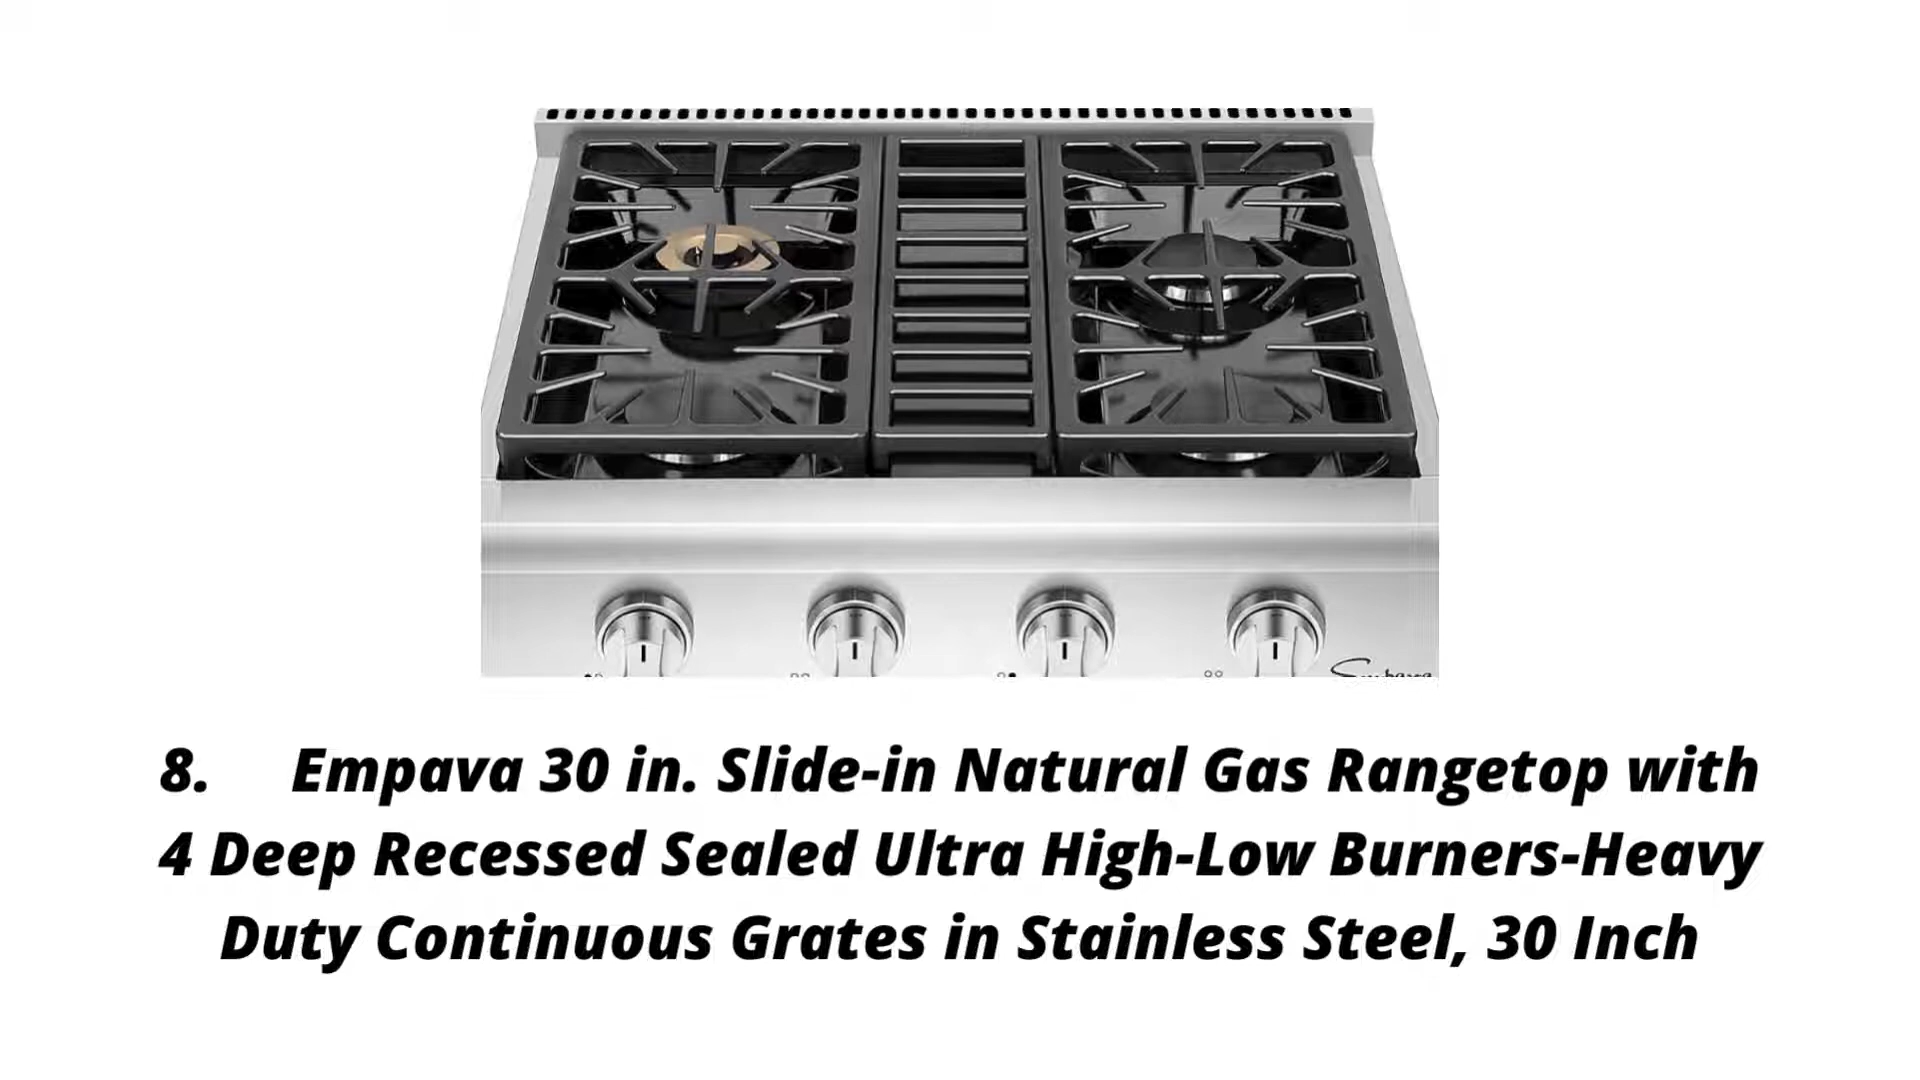 8. Empava 30 in. Slide-in Natural Gas Rangetop with
4 Deep Recessed Sealed Ultra High-Low Burners-Heavy
Duty Continuous Grates in Stainless Steel, 30 Inch